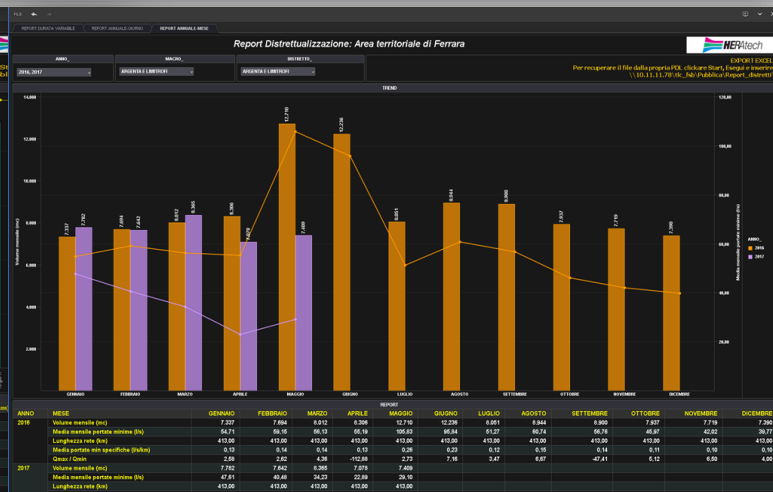 FILE
REPORT DURATA VARIABILE REPORT ANNUALE GIORNO REPORT ANNUALE MESE
Report Distrettualizzazione: Area territoriale di Ferrara
HERAtech
ANNO_ MACRO_ DISTRETTO_
2016, 2017 ARGENTA E LIMITROFI ARGENTA E LIMITROFI
EXPORT EXCEL
Per recuperare il file dalla propria PDL clickare Start, Esegui e inserire
\\10.11.11.78\tlc_fsb\Pubblica\Report_distretti\
TREND
14,000 120,00
12,000 100,00
10,000 80,00
8,000 60,00
6,000 40,00
4,000 20,00
2,000
Volume mensile (mc)
Media mensile portate minime (l/s)
7.337 7.782 7.694 7.642 8.012 8.365 8.306 7.078 12.710 7.409 12.236 8.051 8.944 8.900 7.937 7.719 7.390
ANNO_
2016
2017
GENNAIO FEBBRAIO MARZO APRILE MAGGIO GIUGNO LUGLIO AGOSTO SETTEMBRE OTTOBRE NOVEMBRE DICEMBRE
REPORT
ANNO MESE GENNAIO FEBBRAIO MARZO APRILE MAGGIO GIUGNO LUGLIO AGOSTO SETTEMBRE OTTOBRE NOVEMBRE DICEMBRE
2016 Volume mensile (mc) 7.337 7.694 8.012 8.306 12.710 12.236 8.051 8.944 8.900 7.937 7.719 7.390
Media mensile portate minime (l/s) 54,71 59,15 56,13 55,19 105,83 95,84 51,27 60,74 56,76 45,97 42,02 39,77
Lunghezza rete (km) 413,00 413,00 413,00 413,00 413,00 413,00 413,00 413,00 413,00 413,00 413,00 413,00
Media portate min specifiche (l/s/km) 0,13 0,14 0,14 0,13 0,26 0,23 0,12 0,15 0,14 0,11 0,10 0,10
Qmax / Qmin 2,58 2,62 4,36 -112,88 2,73 7,16 3,47 6,67 -47,41 5,12 6,50 4,00
2017 Volume mensile (mc) 7.782 7.642 8.365 7.078 7.409
Media mensile portate minime (l/s) 47,61 40,46 34,22 22,89 29,10
Lunghezza rete (km) 413,00 413,00 413,00 413,00 413,00